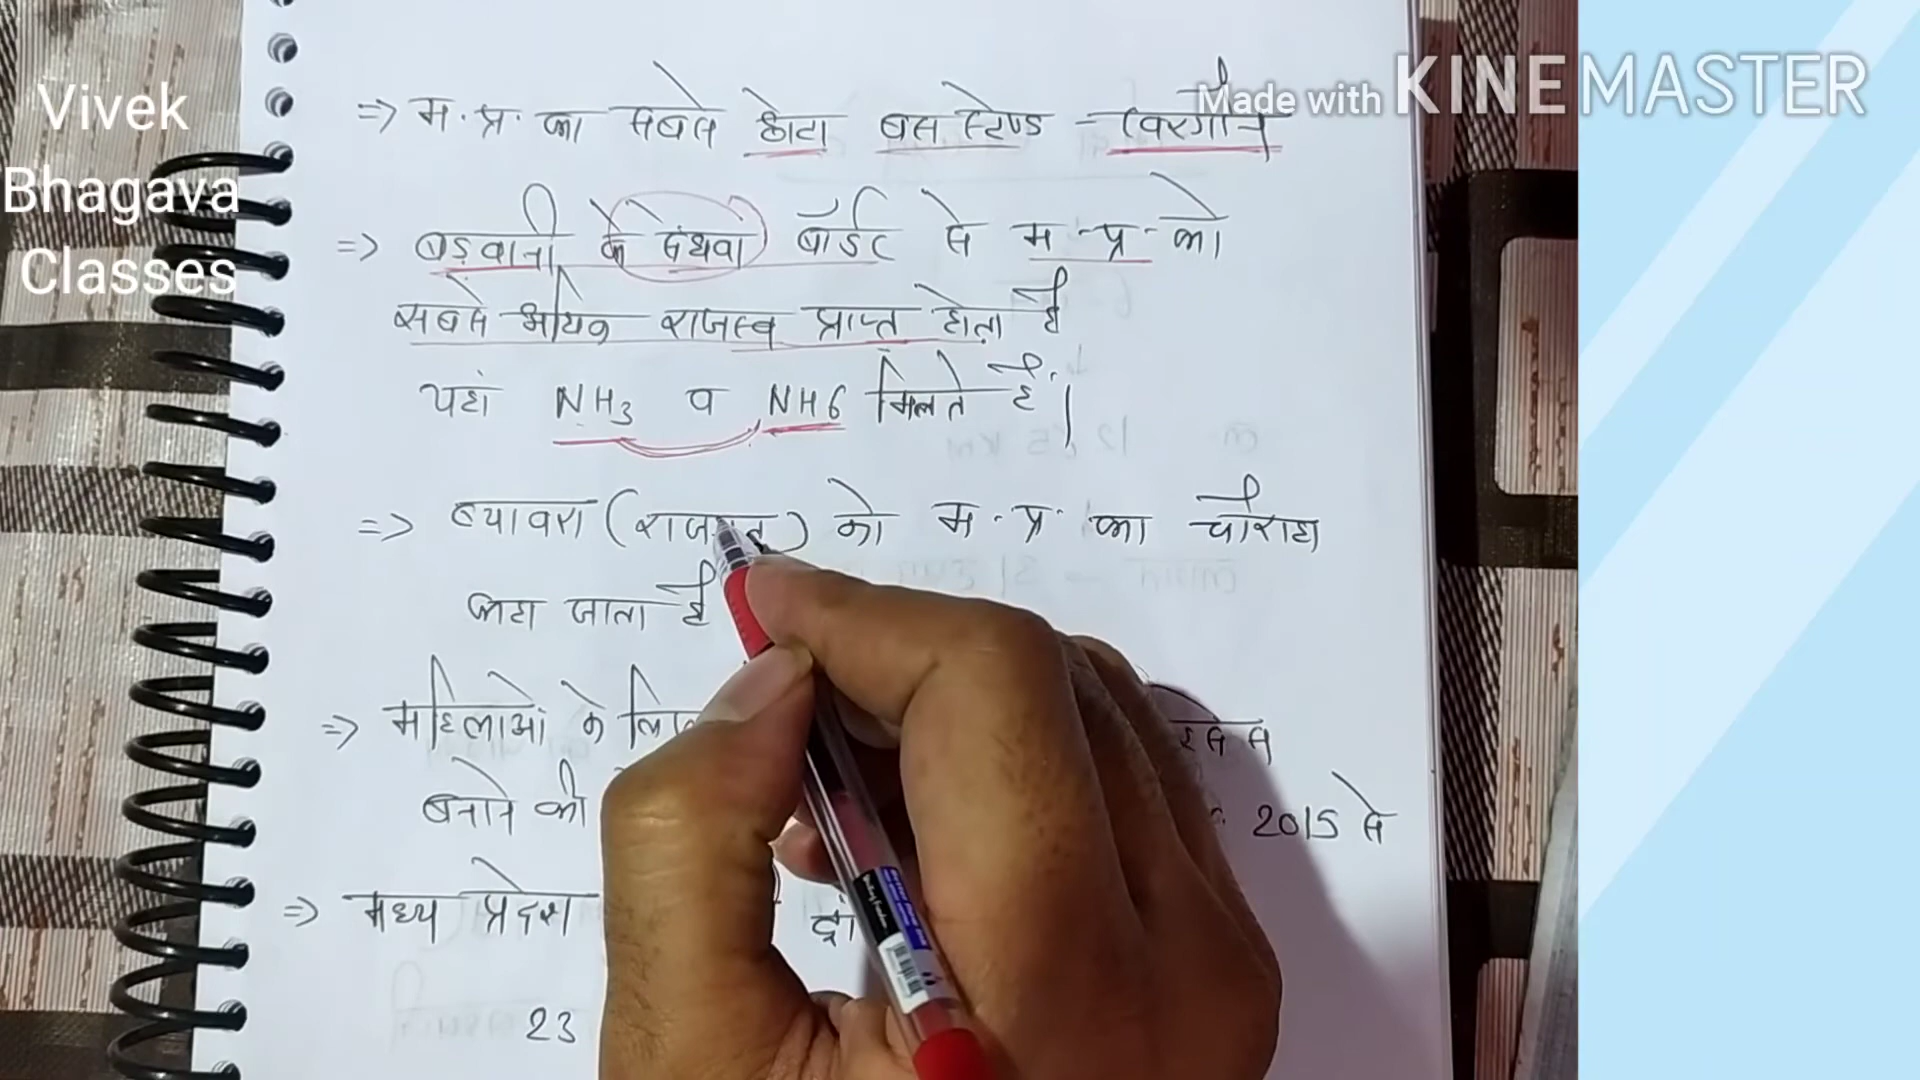 Vivek
Bhagava
Classes
Made with KINEMASTER
=> म.प्र. का सबसे छोटा बस स्टेण्ड - खरगौन
=> बड़वानी के सेंधवा बॉर्डर से म.प्र. को
सबसे अधिक राजस्व प्राप्त होता है
यहां NH3 व NH6 मिलते हैं।
=> ब्यावरा (को म.प्र. का चौराहा
कहा जाता है
=> महिलाओं के
बनाने की 2015 से
=> मध्य प्रदेश
23